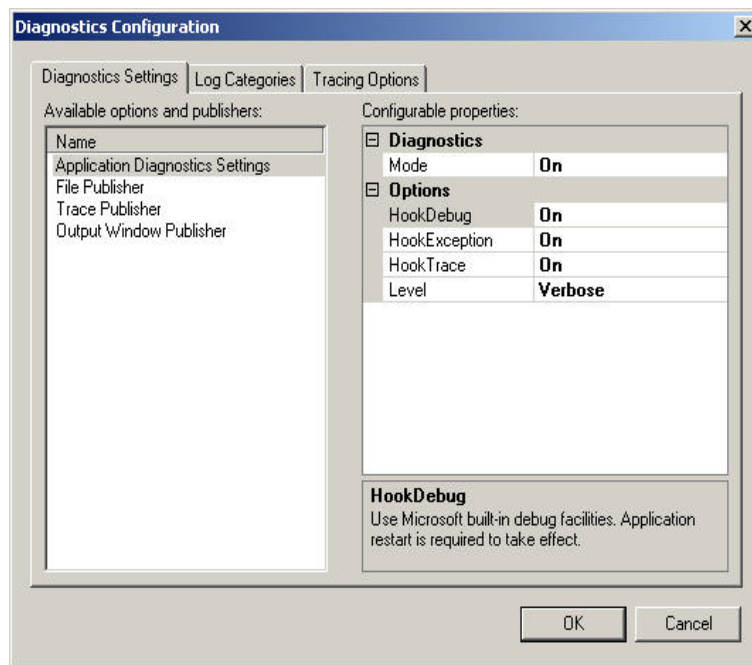 Diagnostics Configuration
Diagnostics Settings
Log Categories
Tracing Options
Available options and publishers:
Name
Application Diagnostics Settings
File Publisher
Trace Publisher
Output Window Publisher
Configurable properties:
Diagnostics
Mode On
Options
HookDebug On
HookException On
HookTrace On
Level Verbose
HookDebug
Use Microsoft built-in debug facilities. Application
restart is required to take effect.
OK
Cancel